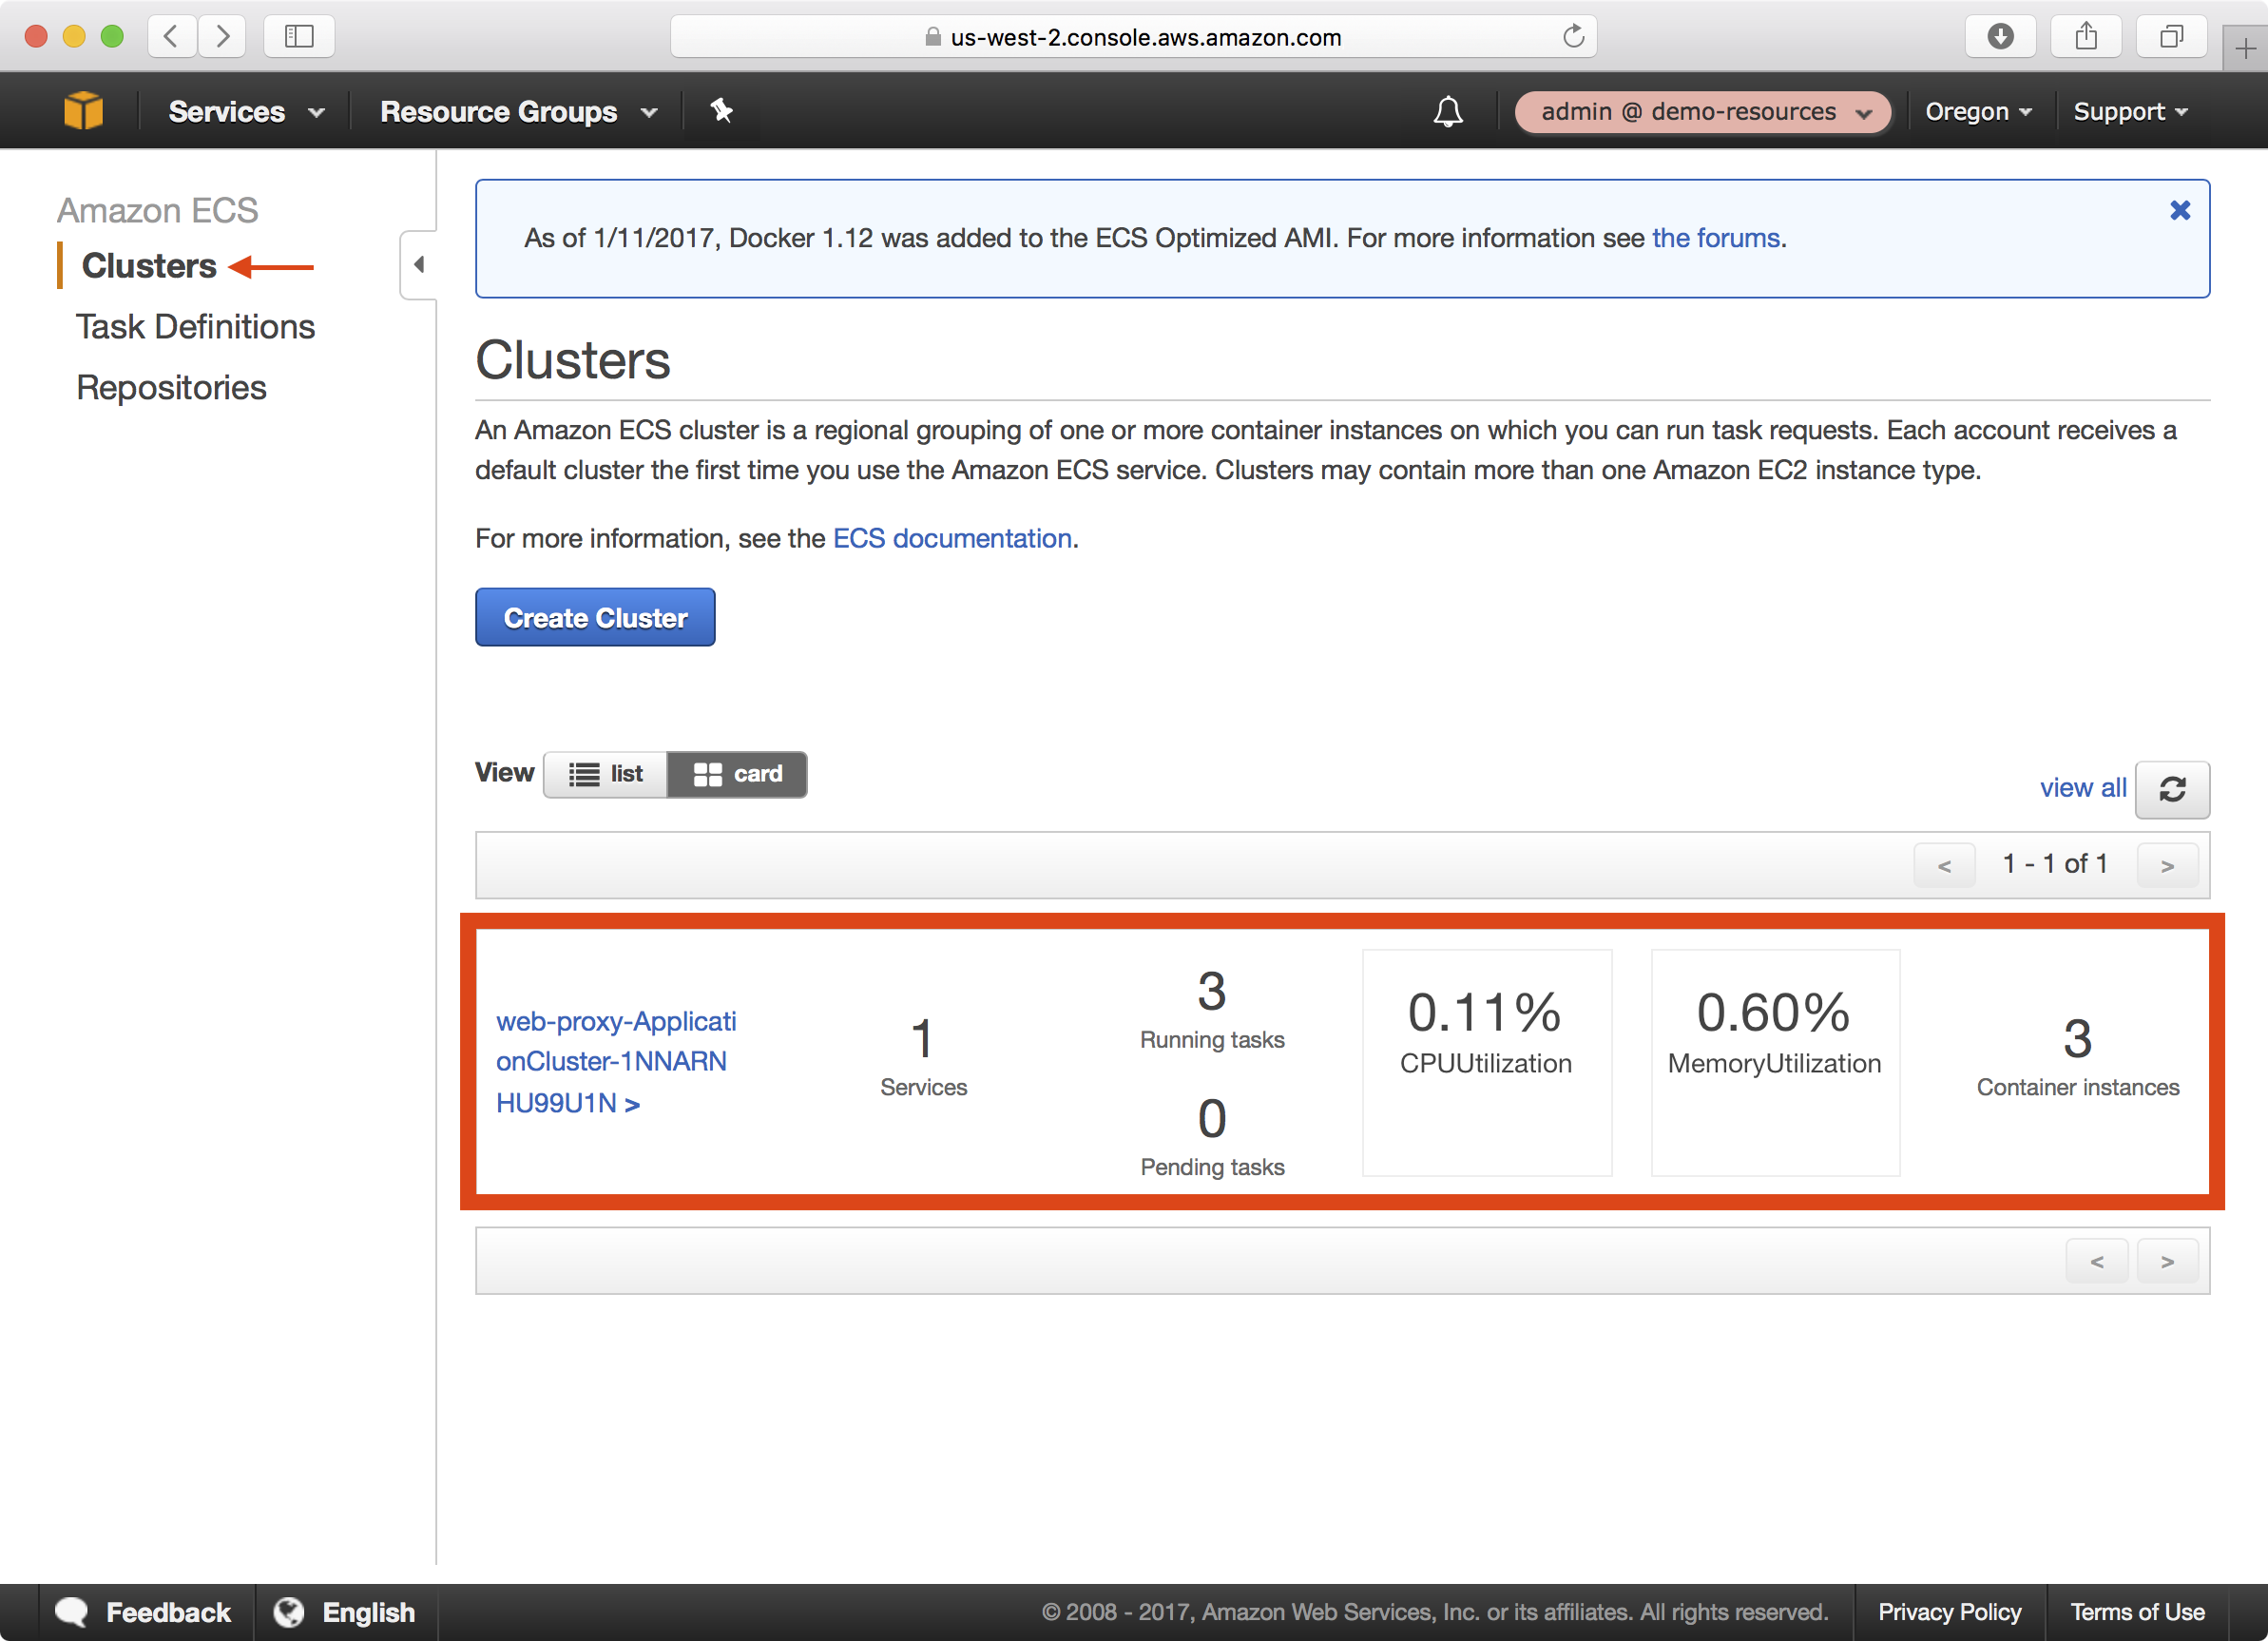 us-west-2.console.aws.amazon.com
Services
Resource Groups
admin @ demo-resources
Oregon
Support
Amazon ECS
Clusters
Task Definitions
Repositories
As of 1/11/2017, Docker 1.12 was added to the ECS Optimized AMI. For more information see the forums.
Clusters
An Amazon ECS cluster is a regional grouping of one or more container instances on which you can run task requests. Each account receives a
default cluster the first time you use the Amazon ECS service. Clusters may contain more than one Amazon EC2 instance type.
For more information, see the ECS documentation.
Create Cluster
View
list
card
view all
< 1 - 1 of 1 >
web-proxy-Applicati
onCluster-1NNARN
HU99U1N >
1
Services
3
Running tasks
0
Pending tasks
0.11%
CPUUtilization
0.60%
MemoryUtilization
3
Container instances
< >
Feedback
English
© 2008 - 2017, Amazon Web Services, Inc. or its affiliates. All rights reserved.
Privacy Policy
Terms of Use